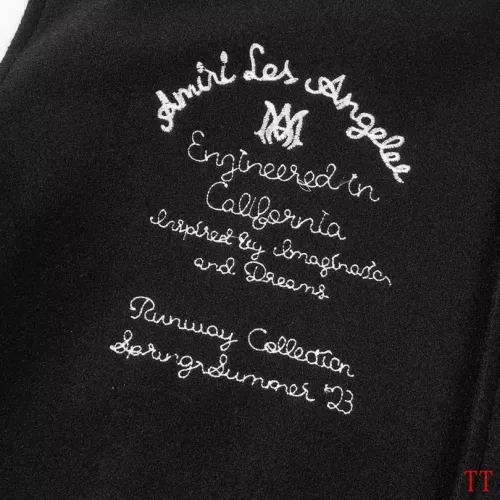 Amiri Los Angeles
MA
Engineered in
California
Inspired by Imagination
and Dreams
Runway Collection
Spring-Summer '23
TT